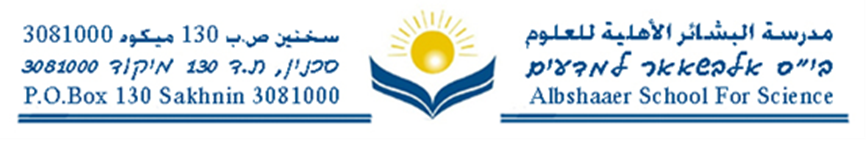 مدرسة البشائر الأهلية للعلوم
בי"ס אלבשאאר למדעים
Albshaaer School For Science
سخنين ص.ب 130 ميكود 3081000
סכנין, ת.ד 130 מיקוד 3081000
P.O.Box 130 Sakhnin 3081000